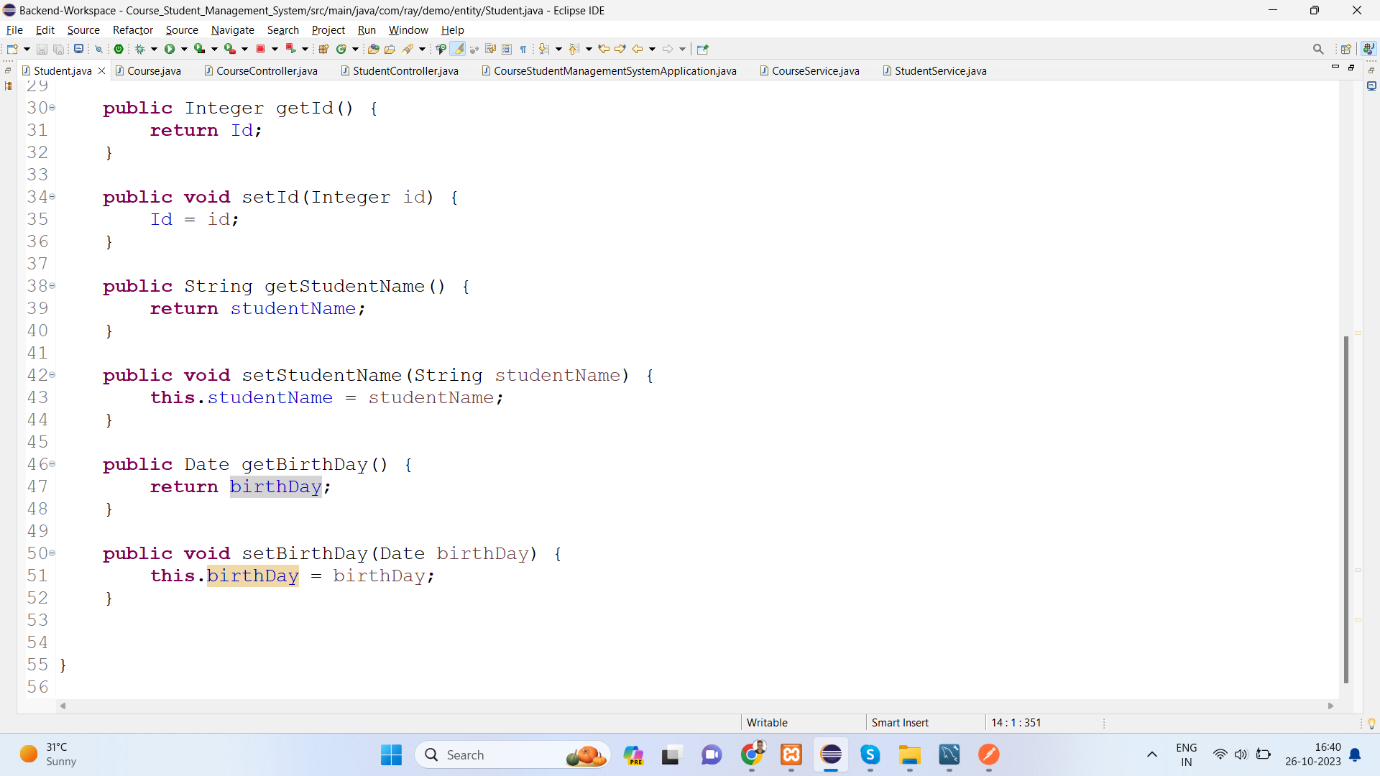 Backend-Workspace - Course_Student_Management_System/src/main/java/com/ray/demo/entity/Student.java - Eclipse IDE
File Edit Source Refactor Source Navigate Search Project Run Window Help
Student.java Course.java CourseController.java StudentController.java CourseStudentManagementSystemApplication.java CourseService.java StudentService.java
29
30 public Integer getId() {
31 return Id;
32 }
33
34 public void setId(Integer id) {
35 Id = id;
36 }
37
38 public String getStudentName() {
39 return studentName;
40 }
41
42 public void setStudentName(String studentName) {
43 this.studentName = studentName;
44 }
45
46 public Date getBirthDay() {
47 return birthDay;
48 }
49
50 public void setBirthDay(Date birthDay) {
51 this.birthDay = birthDay;
52 }
53
54
55 }
56
Writable Smart Insert 14 : 1 : 351
31°C
Sunny
Search
PRE
ENG
IN
16:40
26-10-2023